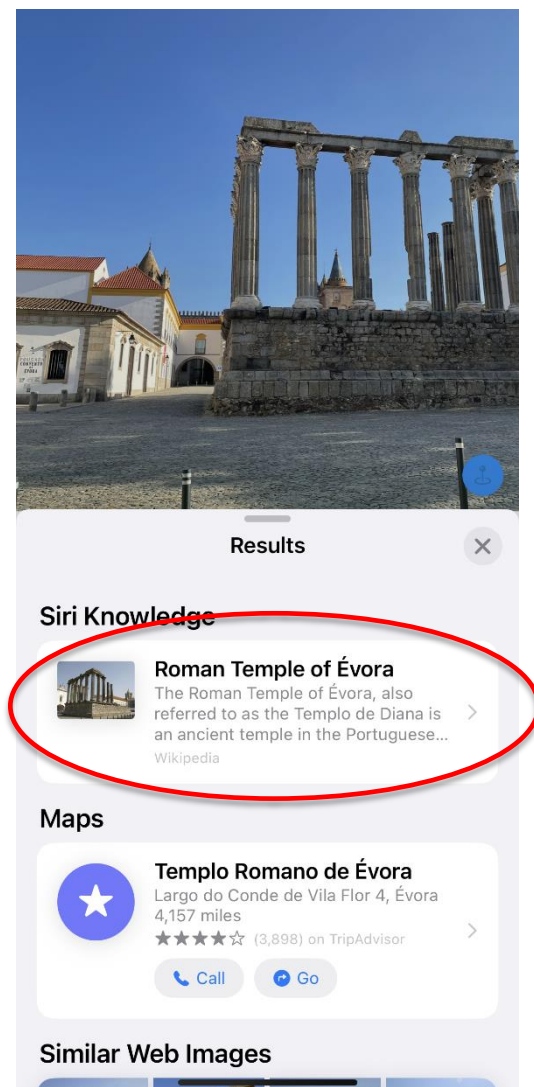 CONVENTO
ÉVORA
Results
Siri Knowledge
Roman Temple of Évora
The Roman Temple of Évora, also
referred to as the Templo de Diana is
an ancient temple in the Portuguese...
Wikipedia
Maps
Templo Romano de Évora
Largo do Conde de Vila Flor 4, Évora
4,157 miles
(3,898) on TripAdvisor
Call
Go
Similar Web Images